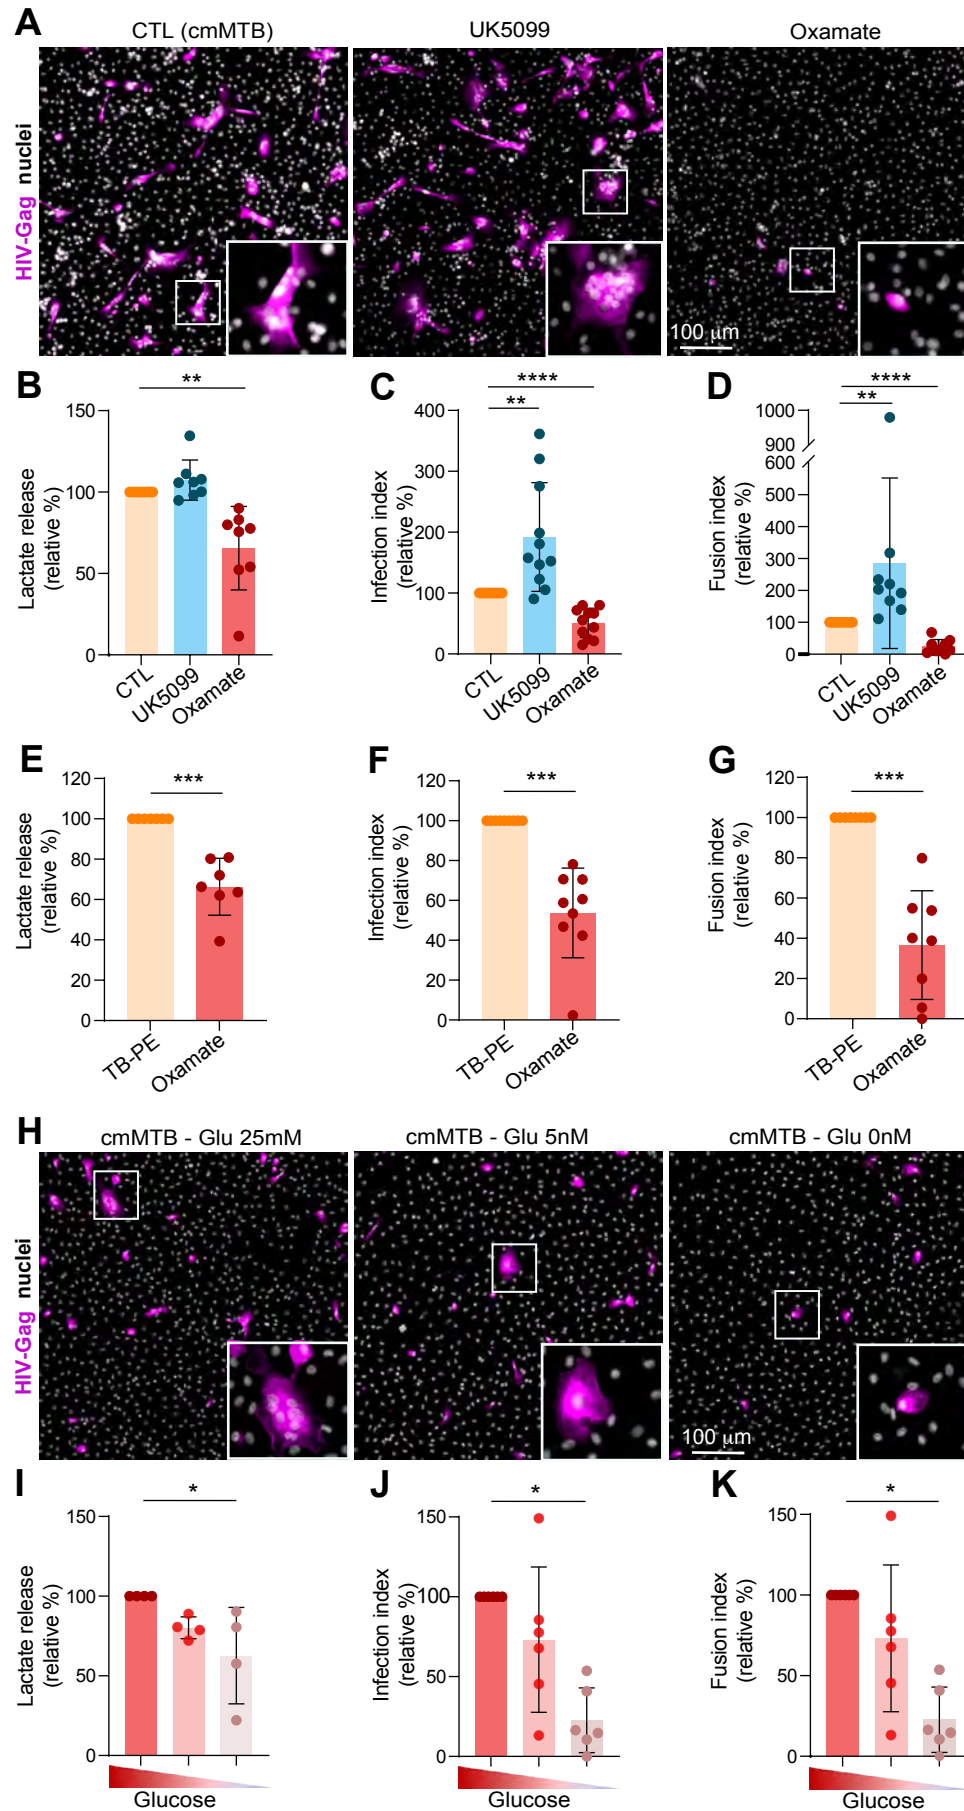 A
CTL (cmMTB)
UK5099
Oxamate
HIV-Gag nuclei
100 μm
B
**
Lactate release
(relative %)
150
100
50
0
CTL
UK5099
Oxamate
C
****
**
Infection index
(relative %)
400
300
200
100
0
CTL
UK5099
Oxamate
D
****
**
Fusion index
(relative %)
1000
900
600
500
400
300
200
100
0
CTL
UK5099
Oxamate
E
***
Lactate release
(relative %)
120
100
80
60
40
20
0
TB-PE
Oxamate
F
***
Infection index
(relative %)
120
100
80
60
40
20
0
TB-PE
Oxamate
G
***
Fusion index
(relative %)
120
100
80
60
40
20
0
TB-PE
Oxamate
H
cmMTB - Glu 25mM
cmMTB - Glu 5nM
cmMTB - Glu 0nM
HIV-Gag nuclei
100 μm
I
*
Lactate release
(relative %)
150
100
50
0
Glucose
J
*
Infection index
(relative %)
150
100
50
0
Glucose
K
*
Fusion index
(relative %)
150
100
50
0
Glucose